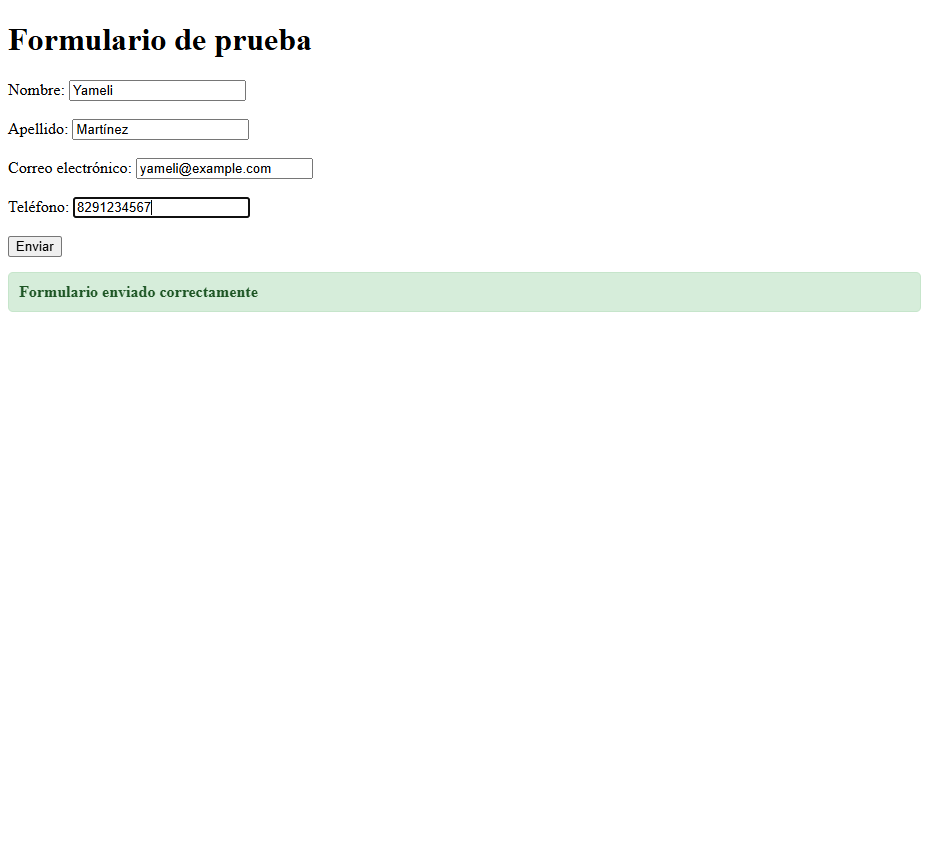 Formulario de prueba
Nombre: Yameli
Apellido: Martínez
Correo electrónico: yameli@example.com
Teléfono: 8291234567
Enviar
Formulario enviado correctamente